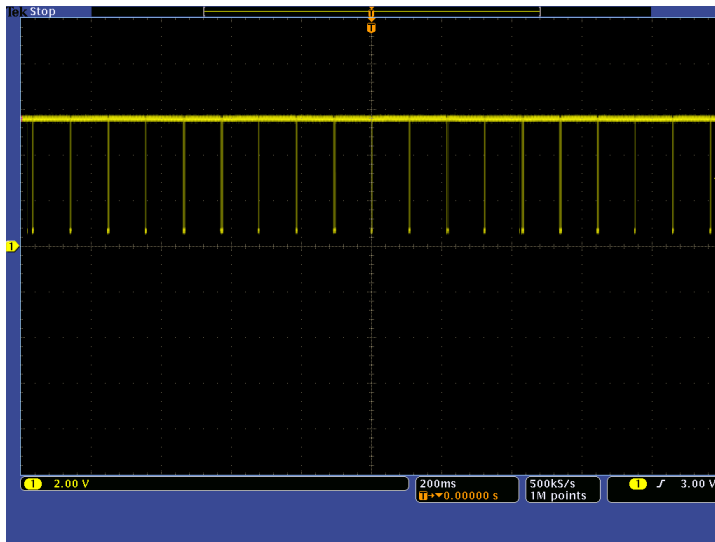 Tek Stop
T
T
1
1 2.00 V
200ms
T→▼0.00000 s
500kS/s
1M points
1 ∫ 3.00 V